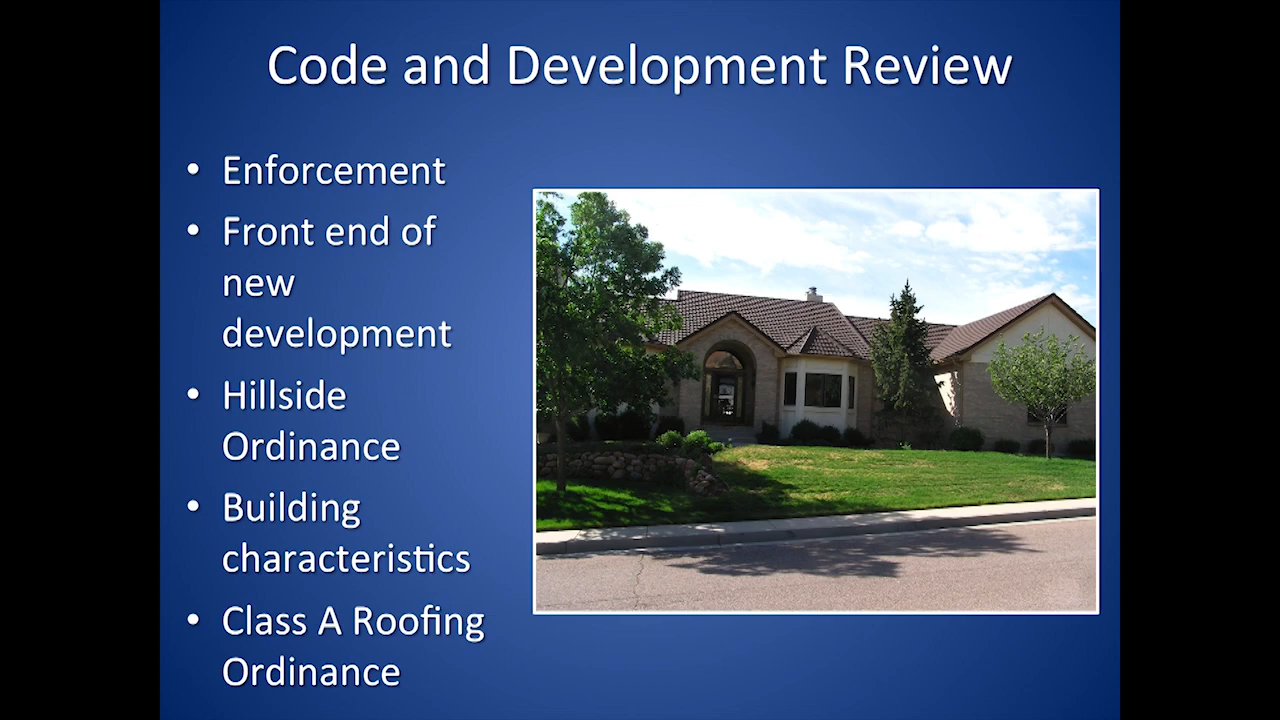 Code and Development Review
• Enforcement
• Front end of
new
development
• Hillside
Ordinance
• Building
characteristics
• Class A Roofing
Ordinance